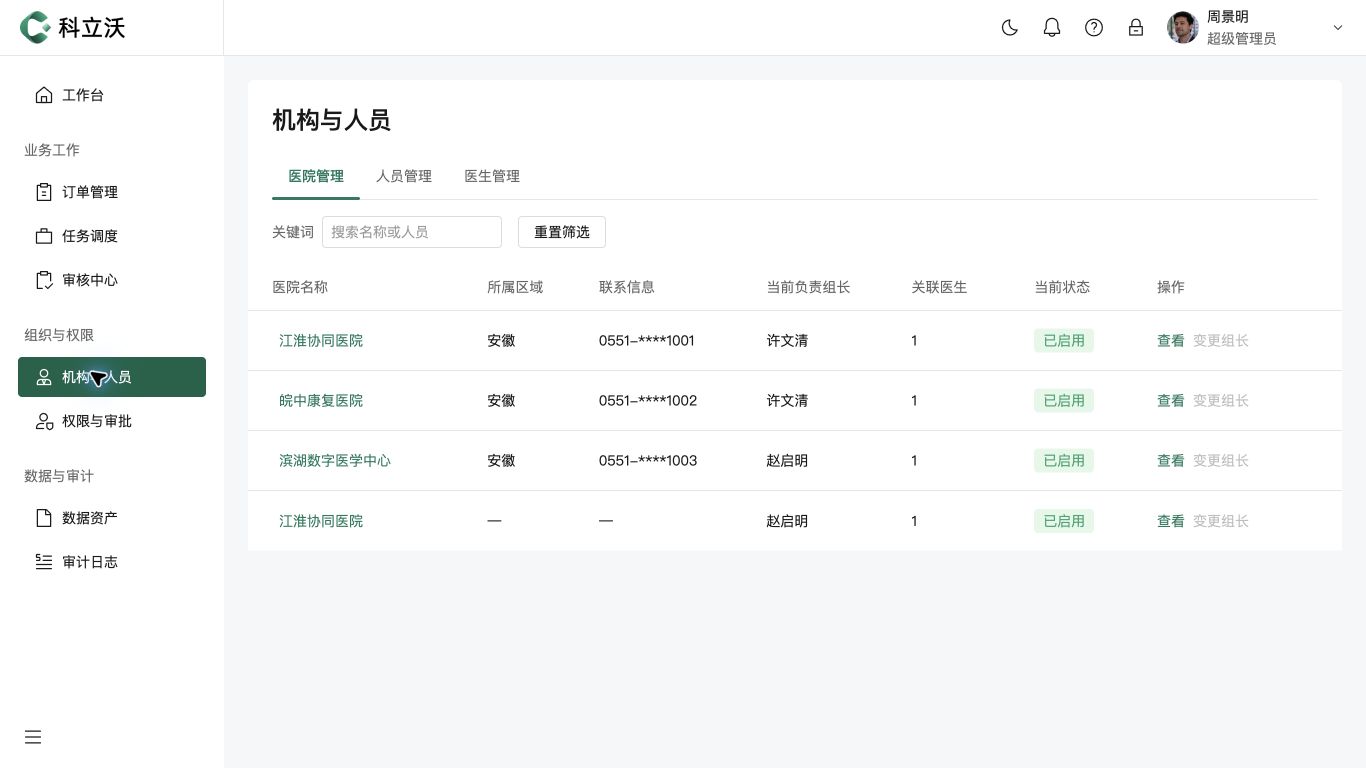 科立沃
周景明
超级管理员
工作台
业务工作
订单管理
任务调度
审核中心
组织与权限
机构 人员
权限与审批
数据与审计
数据资产
审计日志
机构与人员
医院管理 人员管理 医生管理
关键词 搜索名称或人员 重置筛选
医院名称 所属区域 联系信息 当前负责组长 关联医生 当前状态 操作
江淮协同医院 安徽 0551-****1001 许文清 1 已启用 查看 变更组长
皖中康复医院 安徽 0551-****1002 许文清 1 已启用 查看 变更组长
滨湖数字医学中心 安徽 0551-****1003 赵启明 1 已启用 查看 变更组长
江淮协同医院 — — 赵启明 1 已启用 查看 变更组长